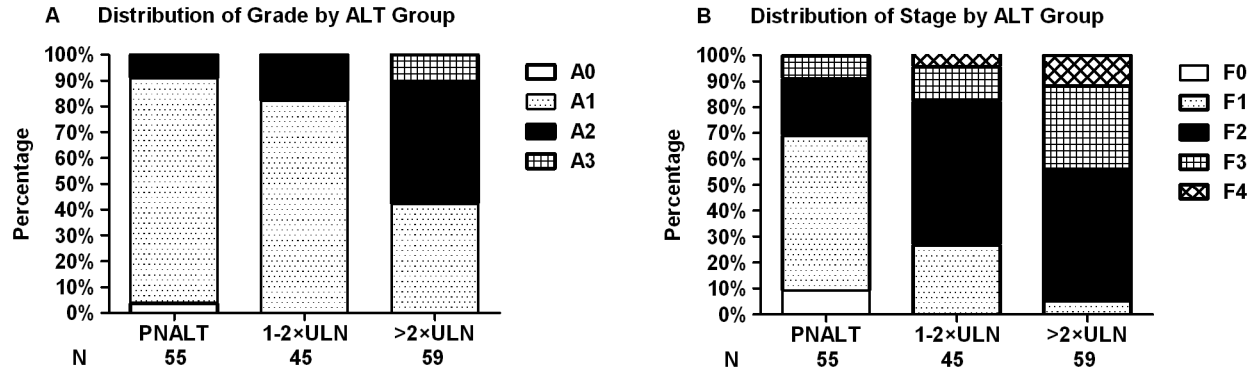 A Distribution of Grade by ALT Group
100%
90%
80%
70%
60%
50%
40%
30%
20%
10%
0%
Percentage
A0
A1
A2
A3
PNALT 1-2×ULN >2×ULN
N 55 45 59
B Distribution of Stage by ALT Group
100%
90%
80%
70%
60%
50%
40%
30%
20%
10%
0%
Percentage
F0
F1
F2
F3
F4
PNALT 1-2×ULN >2×ULN
N 55 45 59